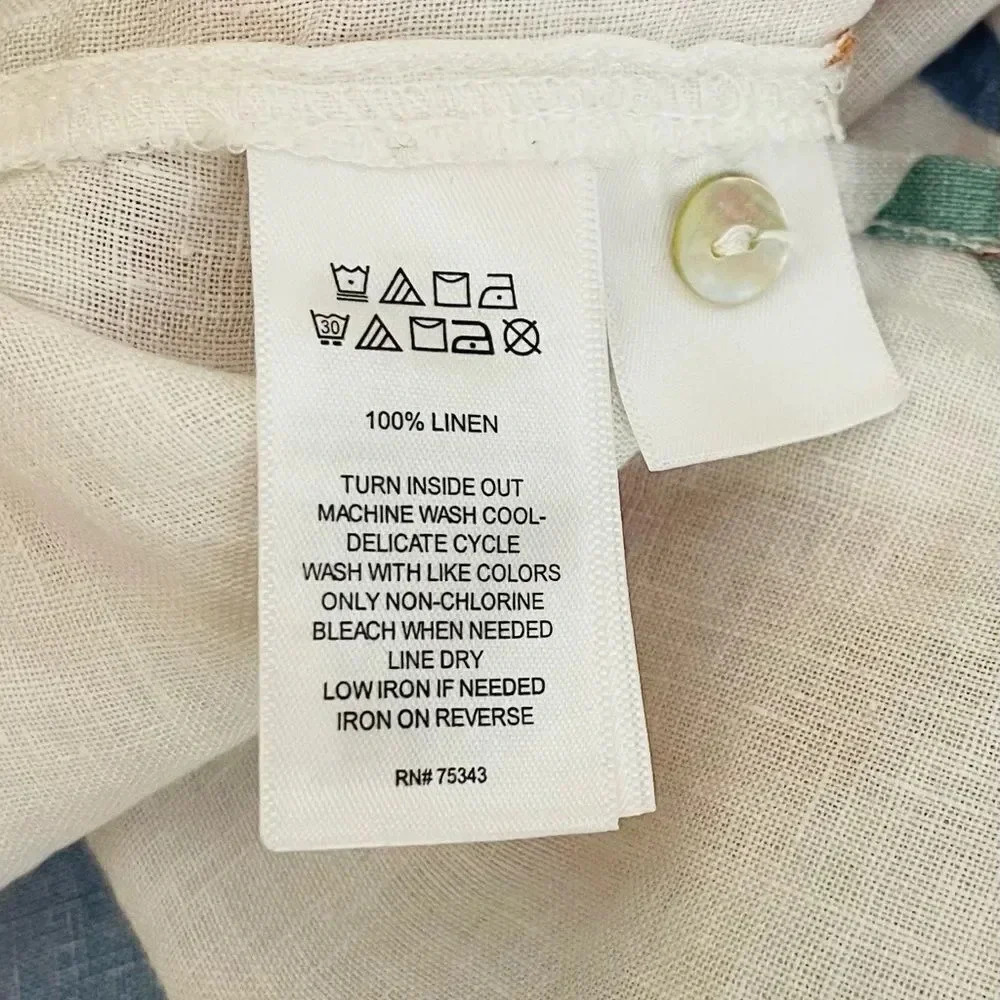 30
100% LINEN
TURN INSIDE OUT
MACHINE WASH COOL-
DELICATE CYCLE
WASH WITH LIKE COLORS
ONLY NON-CHLORINE
BLEACH WHEN NEEDED
LINE DRY
LOW IRON IF NEEDED
IRON ON REVERSE
RN# 75343